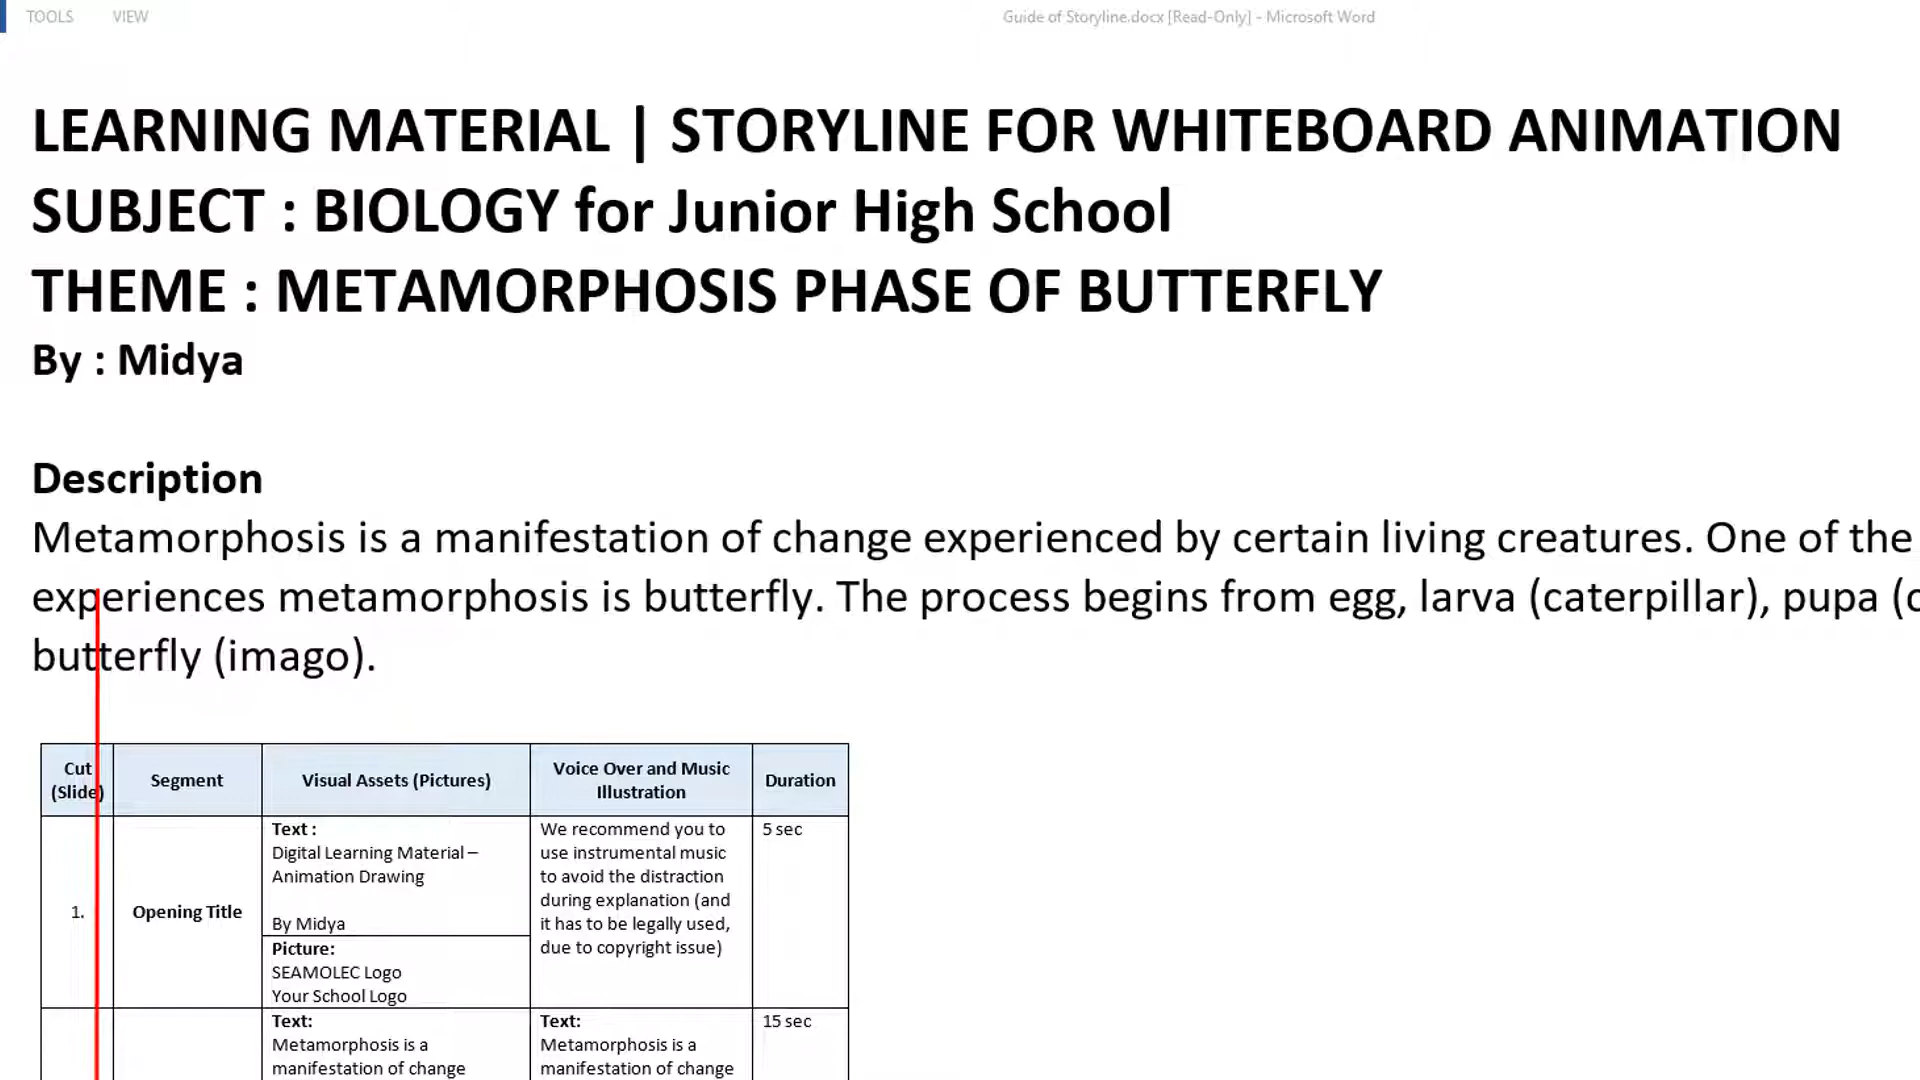 TOOLS VIEW Guide of Storyline.docx [Read-Only] - Microsoft Word
LEARNING MATERIAL | STORYLINE FOR WHITEBOARD ANIMATION
SUBJECT : BIOLOGY for Junior High School
THEME : METAMORPHOSIS PHASE OF BUTTERFLY
By : Midya
Description
Metamorphosis is a manifestation of change experienced by certain living creatures. One of the
experiences metamorphosis is butterfly. The process begins from egg, larva (caterpillar), pupa (
butterfly (imago).
Cut
(Slide)
Segment
Visual Assets (Pictures)
Voice Over and Music
Illustration
Duration
1.
Opening Title
Text :
Digital Learning Material –
Animation Drawing
By Midya
Picture:
SEAMOLEC Logo
Your School Logo
We recommend you to
use instrumental music
to avoid the distraction
during explanation (and
it has to be legally used,
due to copyright issue)
5 sec
Text:
Metamorphosis is a
manifestation of change
Text:
Metamorphosis is a
manifestation of change
15 sec